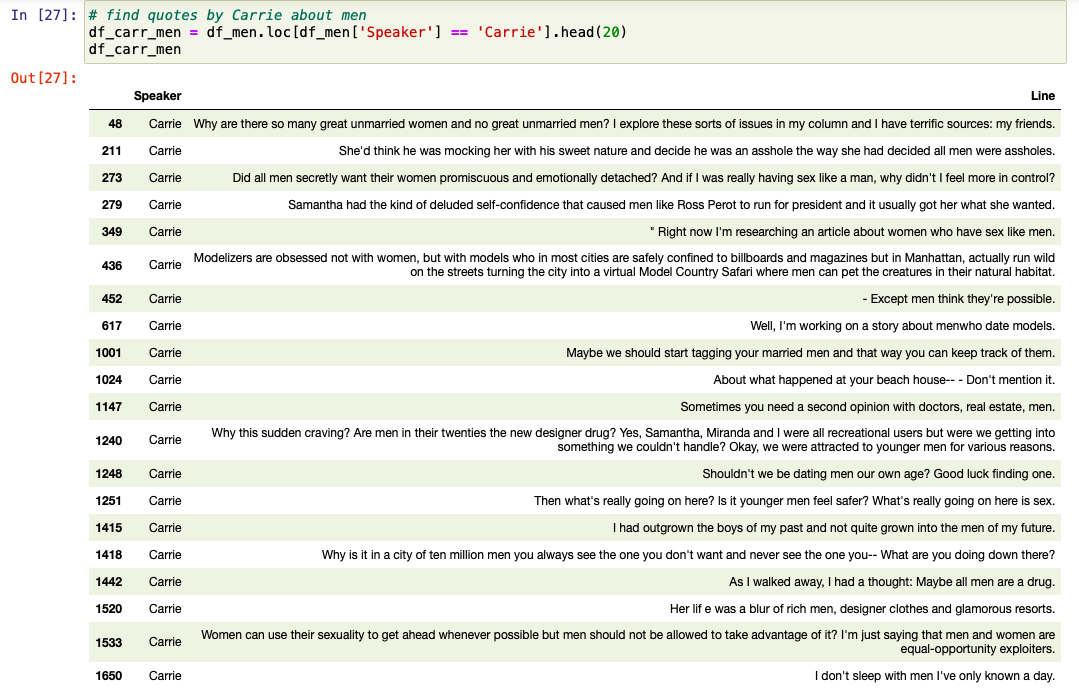 In [27]: # find quotes by Carrie about men
df_carr_men = df_men.loc[df_men['Speaker'] == 'Carrie'].head(20)
df_carr_men
Out[27]:
Speaker Line
48 Carrie Why are there so many great unmarried women and no great unmarried men? I explore these sorts of issues in my column and I have terrific sources: my friends.
211 Carrie She'd think he was mocking her with his sweet nature and decide he was an asshole the way she had decided all men were assholes.
273 Carrie Did all men secretly want their women promiscuous and emotionally detached? And if I was really having sex like a man, why didn't I feel more in control?
279 Carrie Samantha had the kind of deluded self-confidence that caused men like Ross Perot to run for president and it usually got her what she wanted.
349 Carrie " Right now I'm researching an article about women who have sex like men.
436 Carrie Modelizers are obsessed not with women, but with models who in most cities are safely confined to billboards and magazines but in Manhattan, actually run wild
on the streets turning the city into a virtual Model Country Safari where men can pet the creatures in their natural habitat.
452 Carrie - Except men think they're possible.
617 Carrie Well, I'm working on a story about menwho date models.
1001 Carrie Maybe we should start tagging your married men and that way you can keep track of them.
1024 Carrie About what happened at your beach house-- - Don't mention it.
1147 Carrie Sometimes you need a second opinion with doctors, real estate, men.
1240 Carrie Why this sudden craving? Are men in their twenties the new designer drug? Yes, Samantha, Miranda and I were all recreational users but were we getting into
something we couldn't handle? Okay, we were attracted to younger men for various reasons.
1248 Carrie Shouldn't we be dating men our own age? Good luck finding one.
1251 Carrie Then what's really going on here? Is it younger men feel safer? What's really going on here is sex.
1415 Carrie I had outgrown the boys of my past and not quite grown into the men of my future.
1418 Carrie Why is it in a city of ten million men you always see the one you don't want and never see the one you-- What are you doing down there?
1442 Carrie As I walked away, I had a thought: Maybe all men are a drug.
1520 Carrie Her lif e was a blur of rich men, designer clothes and glamorous resorts.
1533 Carrie Women can use their sexuality to get ahead whenever possible but men should not be allowed to take advantage of it? I'm just saying that men and women are
equal-opportunity exploiters.
1650 Carrie I don't sleep with men I've only known a day.